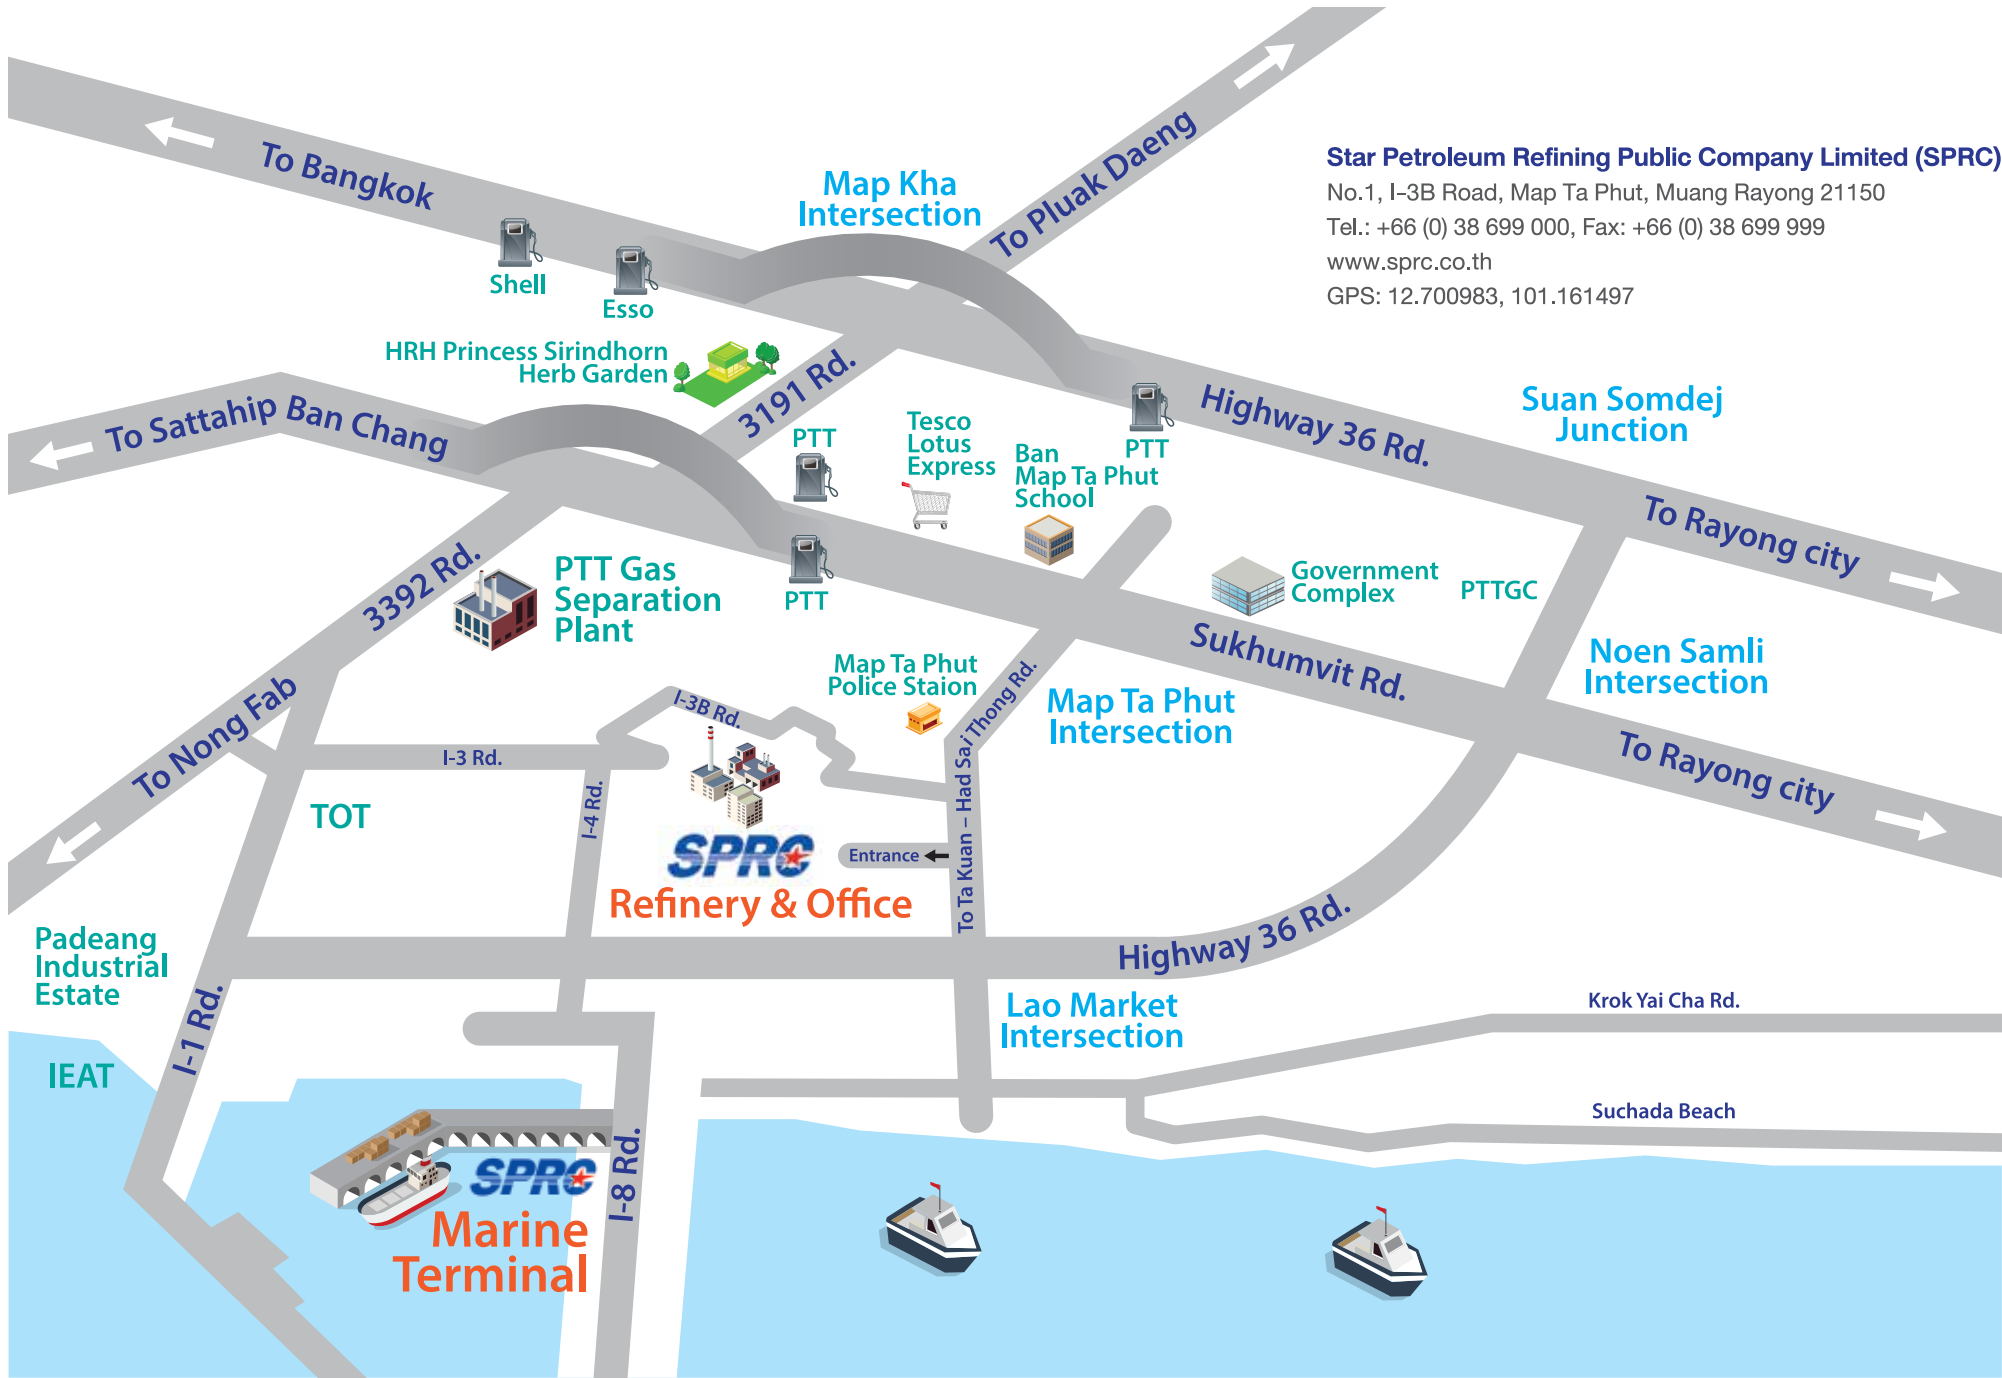 To Bangkok
To Pluak Daeng
Map Kha
Intersection
Star Petroleum Refining Public Company Limited (SPRC)
No.1, I-3B Road, Map Ta Phut, Muang Rayong 21150
Tel.: +66 (0) 38 699 000, Fax: +66 (0) 38 699 999
www.sprc.co.th
GPS: 12.700983, 101.161497
Shell
Esso
HRH Princess Sirindhorn
Herb Garden
3191 Rd.
Highway 36 Rd.
Suan Somdej
Junction
To Sattahip Ban Chang
PTT
Tesco
Lotus
Express
Ban
Map Ta Phut
School
PTT
To Rayong city
3392 Rd.
PTT Gas
Separation
Plant
PTT
Government
Complex
PTTGC
Sukhumvit Rd.
Noen Samli
Intersection
Map Ta Phut
Police Staion
Map Ta Phut
Intersection
To Nong Fab
I-3B Rd.
I-3 Rd.
To Ta Kuan – Had Sai Thong Rd.
To Rayong city
TOT
I-4 Rd.
SPRC
Entrance
Refinery & Office
Padeang
Industrial
Estate
Highway 36 Rd.
I-1 Rd.
Lao Market
Intersection
Krok Yai Cha Rd.
IEAT
Suchada Beach
SPRC
I-8 Rd.
Marine
Terminal